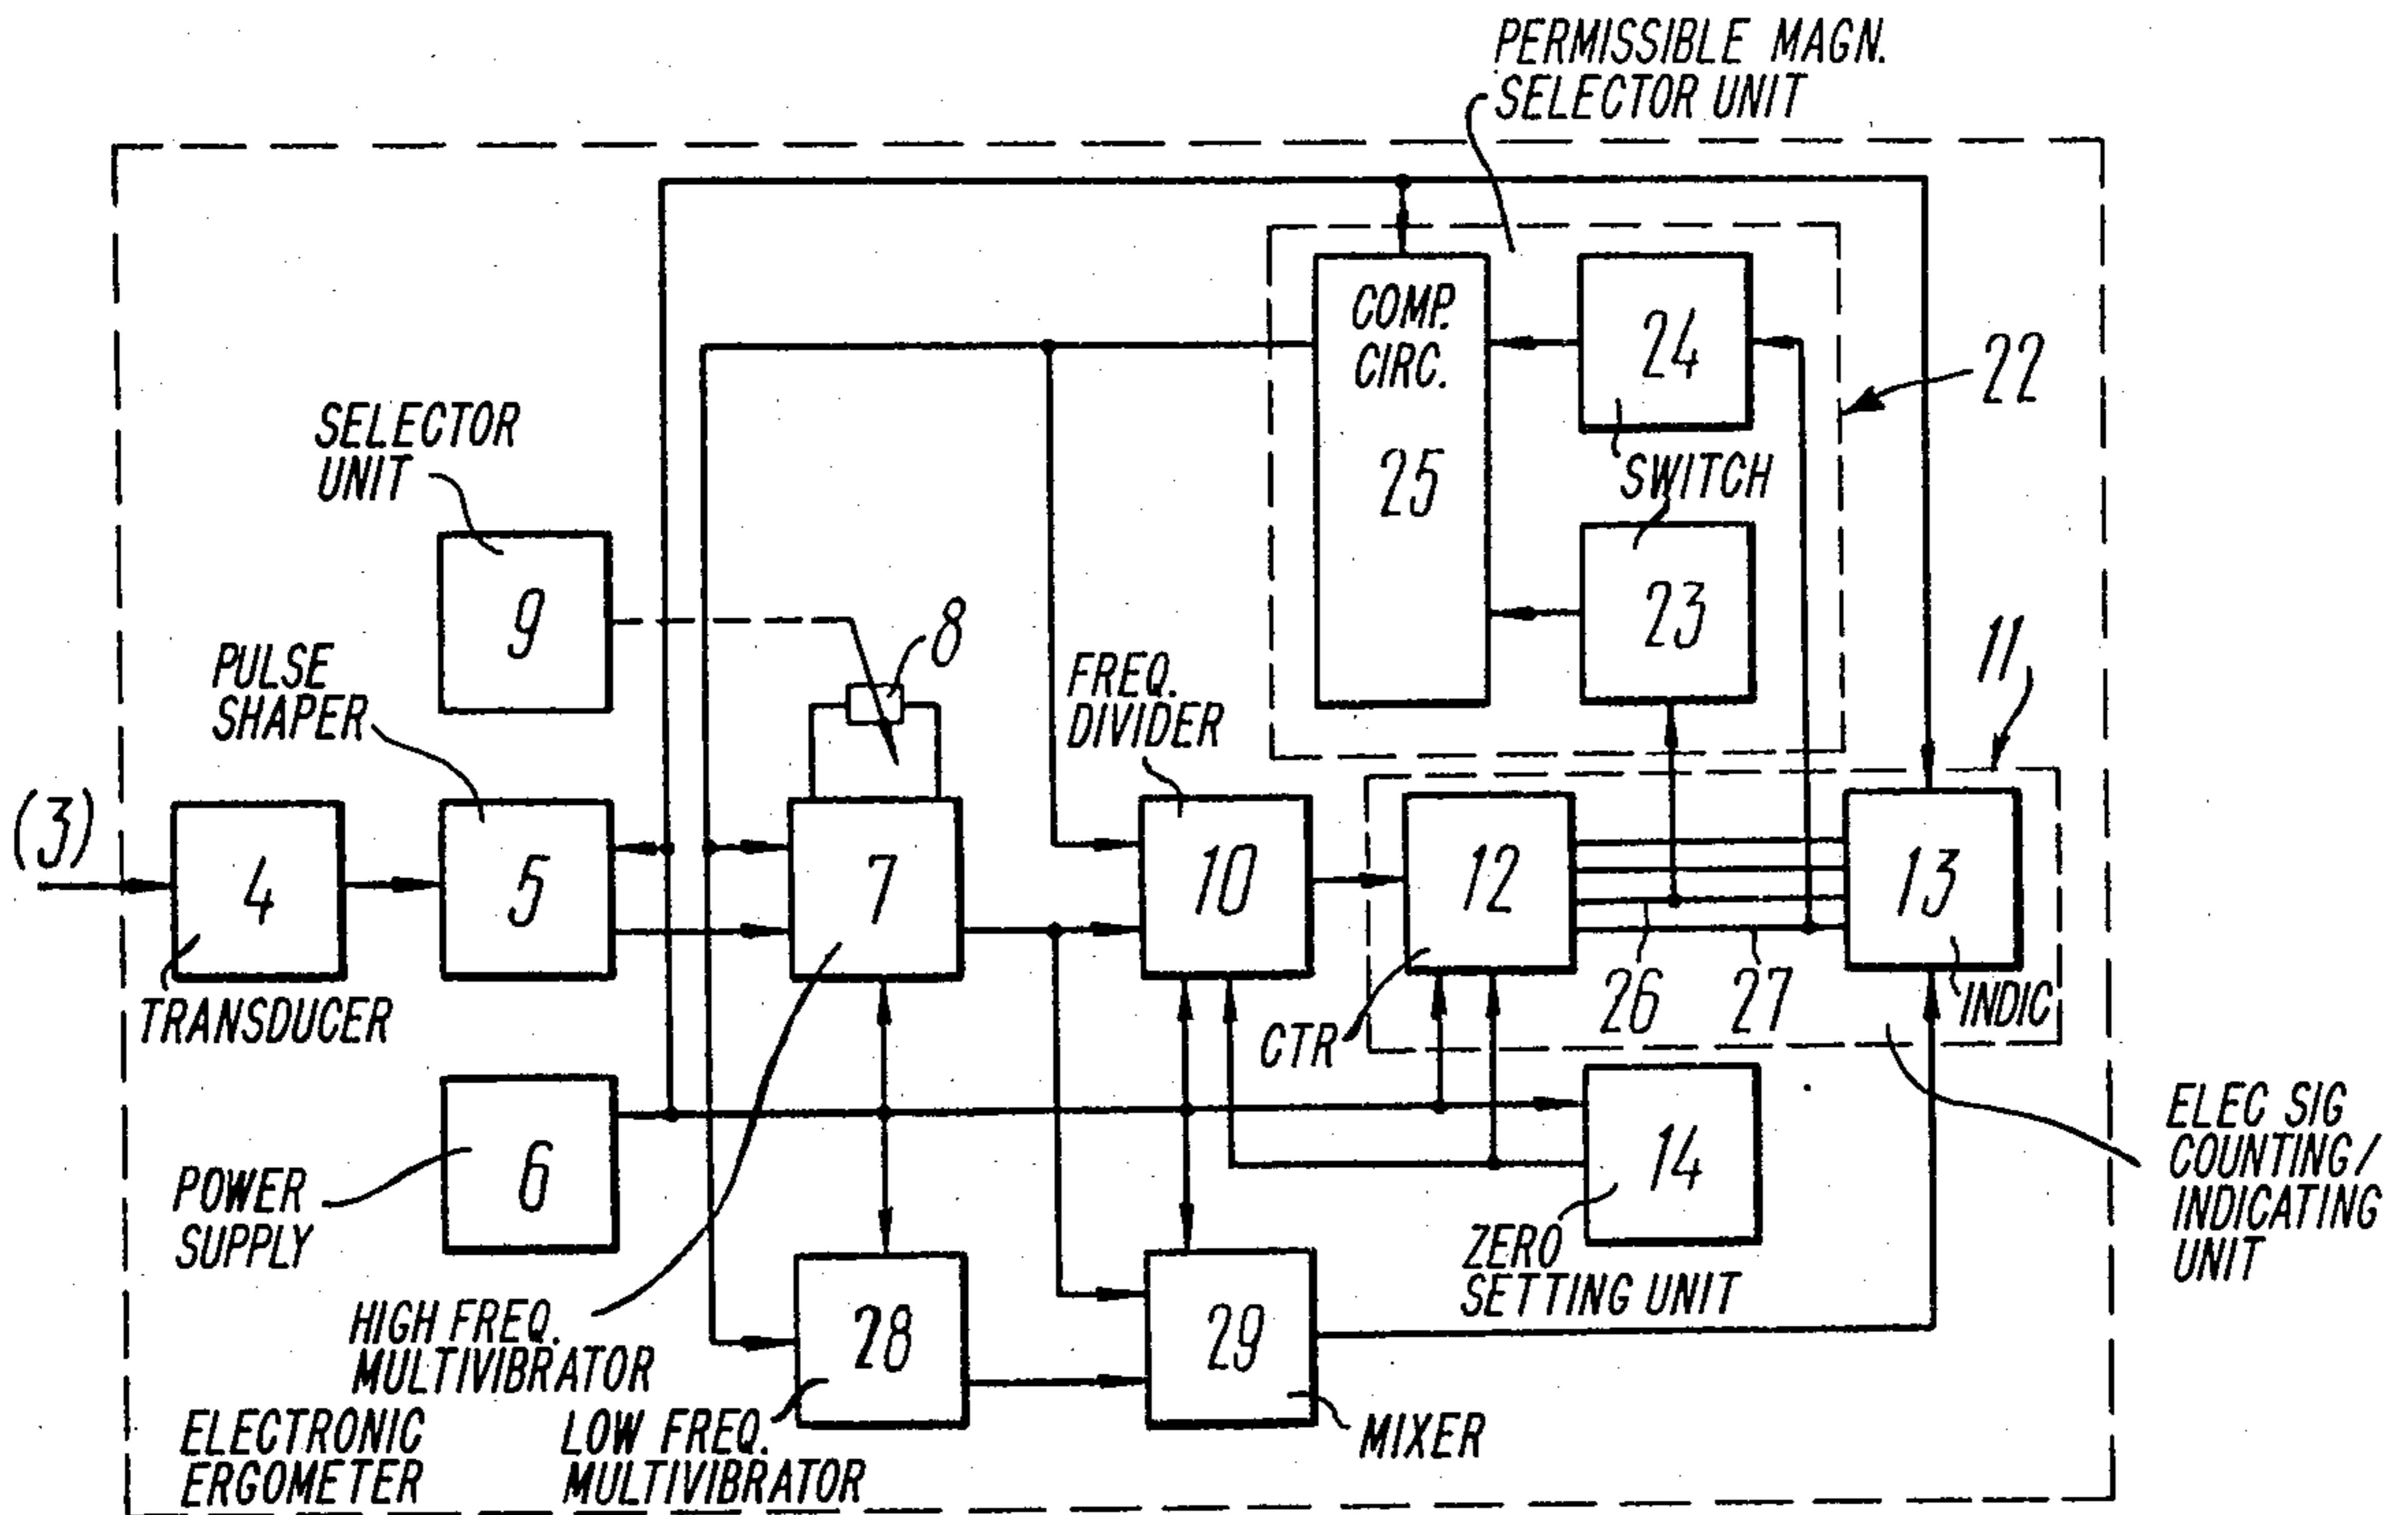 PERMISSIBLE MAGN.
SELECTOR UNIT
COMP.
CIRC.
25
24
22
SWITCH
23
SELECTOR
UNIT
9
8
PULSE
SHAPER
FREQ.
DIVIDER
11
(3)
4
5
7
10
12
13
TRANSDUCER
26
27
INDIC
CTR
6
POWER
SUPPLY
14
ZERO
SETTING UNIT
ELEC SIG
COUNTING/
INDICATING
UNIT
HIGH FREQ.
MULTIVIBRATOR
28
29
MIXER
ELECTRONIC
ERGOMETER
LOW FREQ.
MULTIVIBRATOR